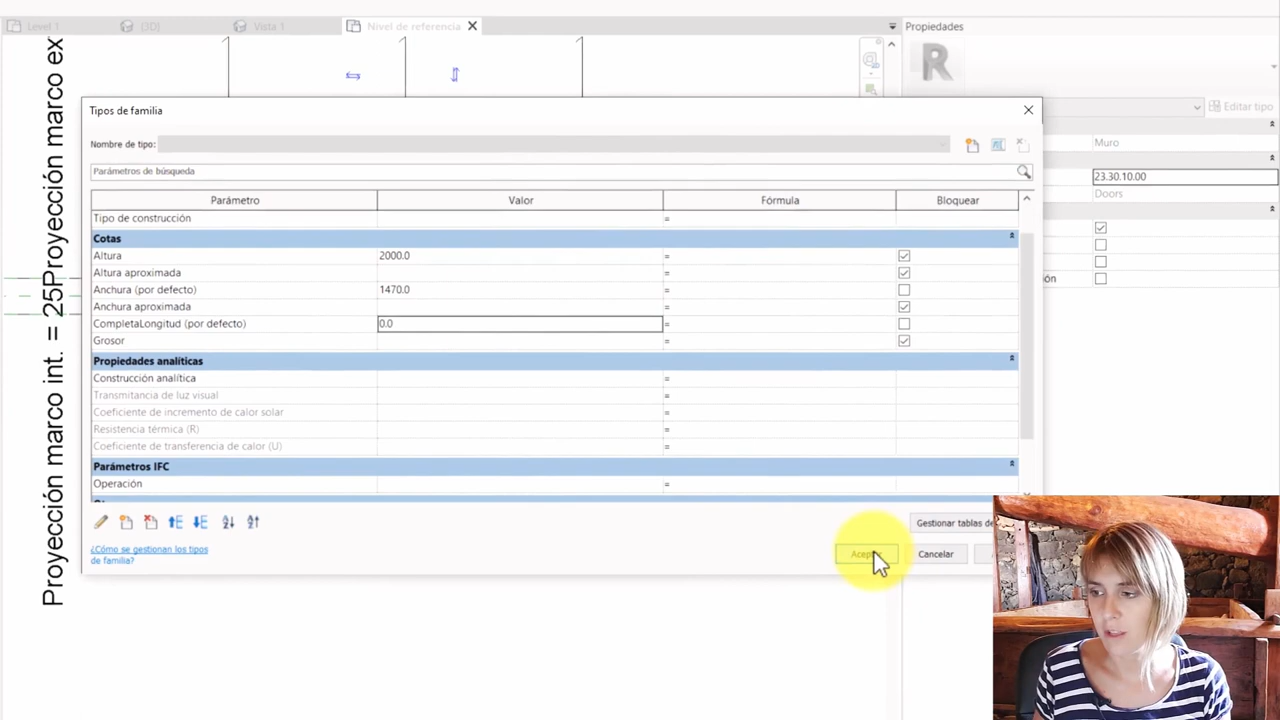 Level 1
{3D}
Vista 1
Nivel de referencia
Propiedades
Proyección marco int. = 25Proyección marco ex
R
Editar tipo
Muro
23.30.10.00
Doors
ón
Tipos de familia
Nombre de tipo:
Parámetros de búsqueda
Parámetro Valor Fórmula Bloquear
Tipo de construcción =
Cotas
Altura 2000.0 =
Altura aproximada =
Anchura (por defecto) 1470.0 =
Anchura aproximada =
CompletaLongitud (por defecto) 0.0 =
Grosor =
Propiedades analíticas
Construcción analítica =
Transmitancia de luz visual =
Coeficiente de incremento de calor solar =
Resistencia térmica (R) =
Coeficiente de transferencia de calor (U) =
Parámetros IFC
Operación =
Gestionar tablas de
¿Cómo se gestionan los tipos
de familia?
Aceptar Cancelar